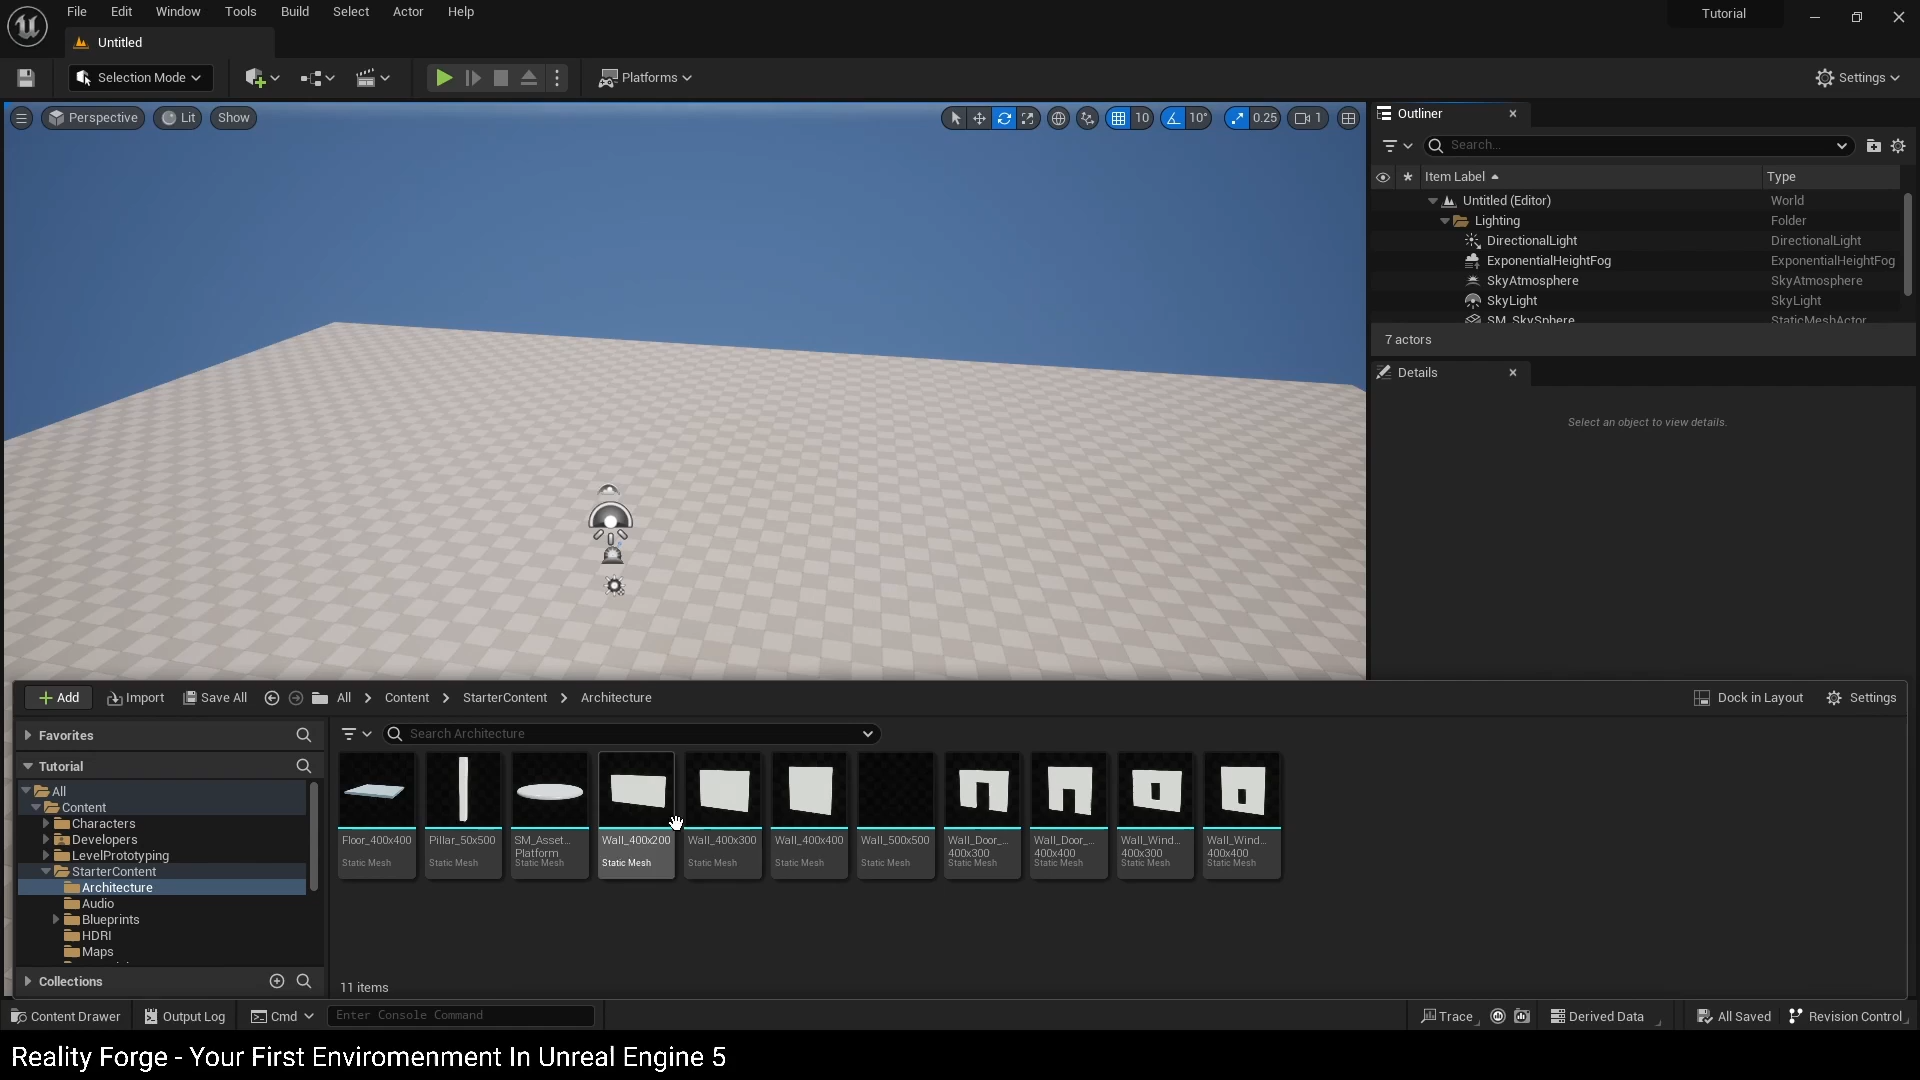 File Edit Window Tools Build Select Actor Help
Tutorial
Untitled
Selection Mode
Platforms
Settings
Perspective Lit Show
10 10° 0.25 1
Outliner
Search...
Item Label Type
Untitled (Editor) World
Lighting Folder
DirectionalLight DirectionalLight
ExponentialHeightFog ExponentialHeightFog
SkyAtmosphere SkyAtmosphere
SkyLight SkyLight
SM_SkySphere StaticMeshActor
7 actors
Details
Select an object to view details.
Add Import Save All All Content StarterContent Architecture
Dock in Layout Settings
Favorites
Search Architecture
Tutorial
All
Content
Characters
Developers
LevelPrototyping
StarterContent
Architecture
Audio
Blueprints
HDRI
Maps
Collections
Floor_400x400
Static Mesh
Pillar_50x500
Static Mesh
SM_Asset...
Platform
Static Mesh
Wall_400x200
Static Mesh
Wall_400x300
Static Mesh
Wall_400x400
Static Mesh
Wall_500x500
Static Mesh
Wall_Door_...
400x300
Static Mesh
Wall_Door_...
400x400
Static Mesh
Wall_Wind...
400x300
Static Mesh
Wall_Wind...
400x400
Static Mesh
11 items
Content Drawer Output Log Cmd Enter Console Command
Trace Derived Data All Saved Revision Control
Reality Forge - Your First Enviromenment In Unreal Engine 5